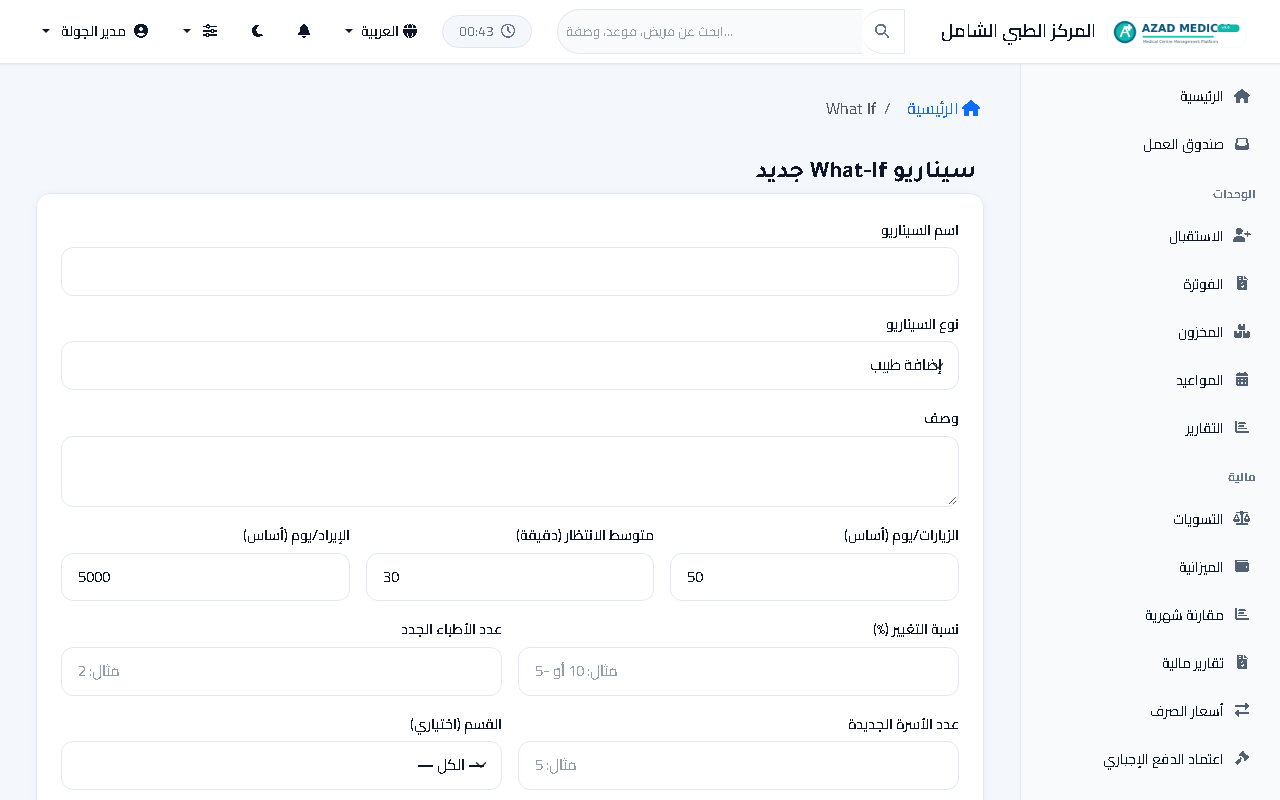 AZAD MEDIC
Medical Centre Management Platform
المركز الطبي الشامل
ابحث عن مريض، موعد، وصفة...
00:43
العربية
مدير الجولة
الرئيسية
صندوق العمل
الوحدات
الاستقبال
الفوترة
المخزون
المواعيد
التقارير
مالية
التسويات
الميزانية
مقارنة شهرية
تقارير مالية
أسعار الصرف
اعتماد الدفع الإجباري
الرئيسية / What If
سيناريو What-If جديد
اسم السيناريو
نوع السيناريو
إضافة طبيب
وصف
الزيارات/يوم (أساس)
50
متوسط الانتظار (دقيقة)
30
الإيراد/يوم (أساس)
5000
نسبة التغيير (%)
مثال: 10 أو -5
عدد الأطباء الجدد
مثال: 2
عدد الأسرة الجديدة
مثال: 5
القسم (اختياري)
— الكل —